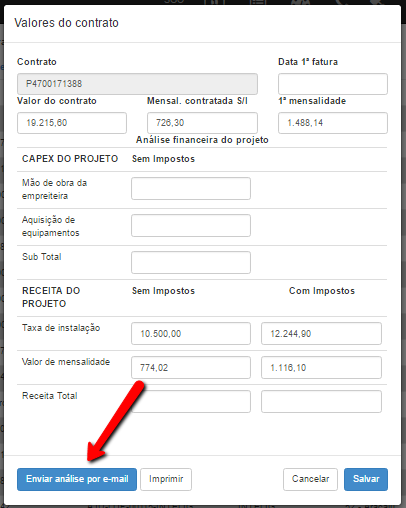 Valores do contrato
Contrato
Data 1ª fatura
P4700171388
Valor do contrato
Mensal. contratada S/I
1ª mensalidade
19.215,60
726,30
1.488,14
Análise financeira do projeto
CAPEX DO PROJETO
Sem Impostos
Mão de obra da
empreiteira
Aquisição de
equipamentos
Sub Total
RECEITA DO
PROJETO
Sem Impostos
Com Impostos
Taxa de instalação
10.500,00
12.244,90
Valor de mensalidade
774,02
1.116,10
Receita Total
Enviar análise por e-mail
Imprimir
Cancelar
Salvar